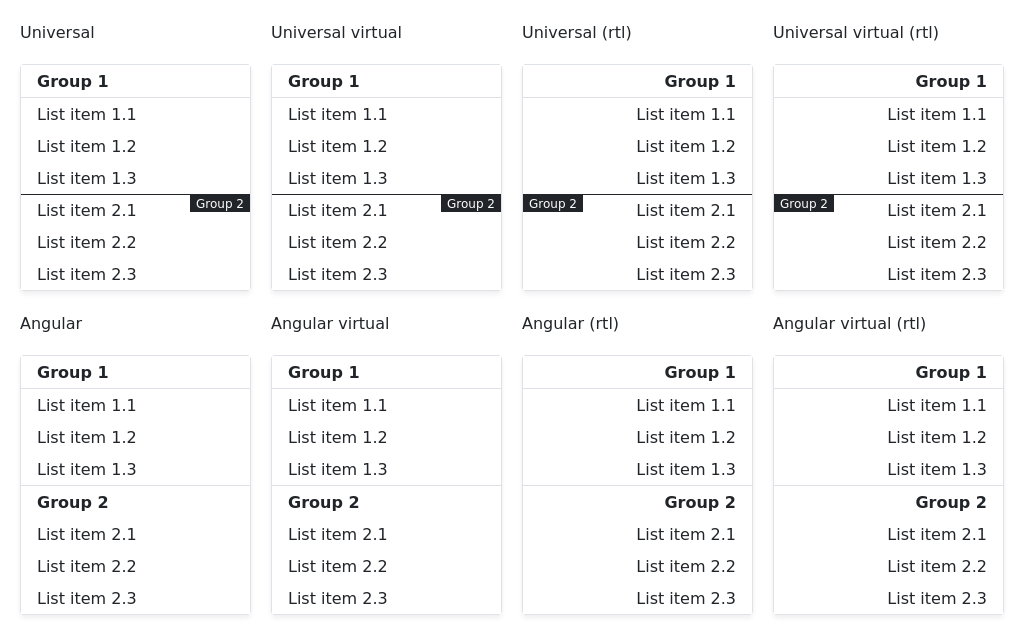 Universal
Group 1
List item 1.1
List item 1.2
List item 1.3
List item 2.1 Group 2
List item 2.2
List item 2.3
Universal virtual
Group 1
List item 1.1
List item 1.2
List item 1.3
List item 2.1 Group 2
List item 2.2
List item 2.3
Universal (rtl)
Group 1
List item 1.1
List item 1.2
List item 1.3
Group 2 List item 2.1
List item 2.2
List item 2.3
Universal virtual (rtl)
Group 1
List item 1.1
List item 1.2
List item 1.3
Group 2 List item 2.1
List item 2.2
List item 2.3
Angular
Group 1
List item 1.1
List item 1.2
List item 1.3
Group 2
List item 2.1
List item 2.2
List item 2.3
Angular virtual
Group 1
List item 1.1
List item 1.2
List item 1.3
Group 2
List item 2.1
List item 2.2
List item 2.3
Angular (rtl)
Group 1
List item 1.1
List item 1.2
List item 1.3
Group 2
List item 2.1
List item 2.2
List item 2.3
Angular virtual (rtl)
Group 1
List item 1.1
List item 1.2
List item 1.3
Group 2
List item 2.1
List item 2.2
List item 2.3